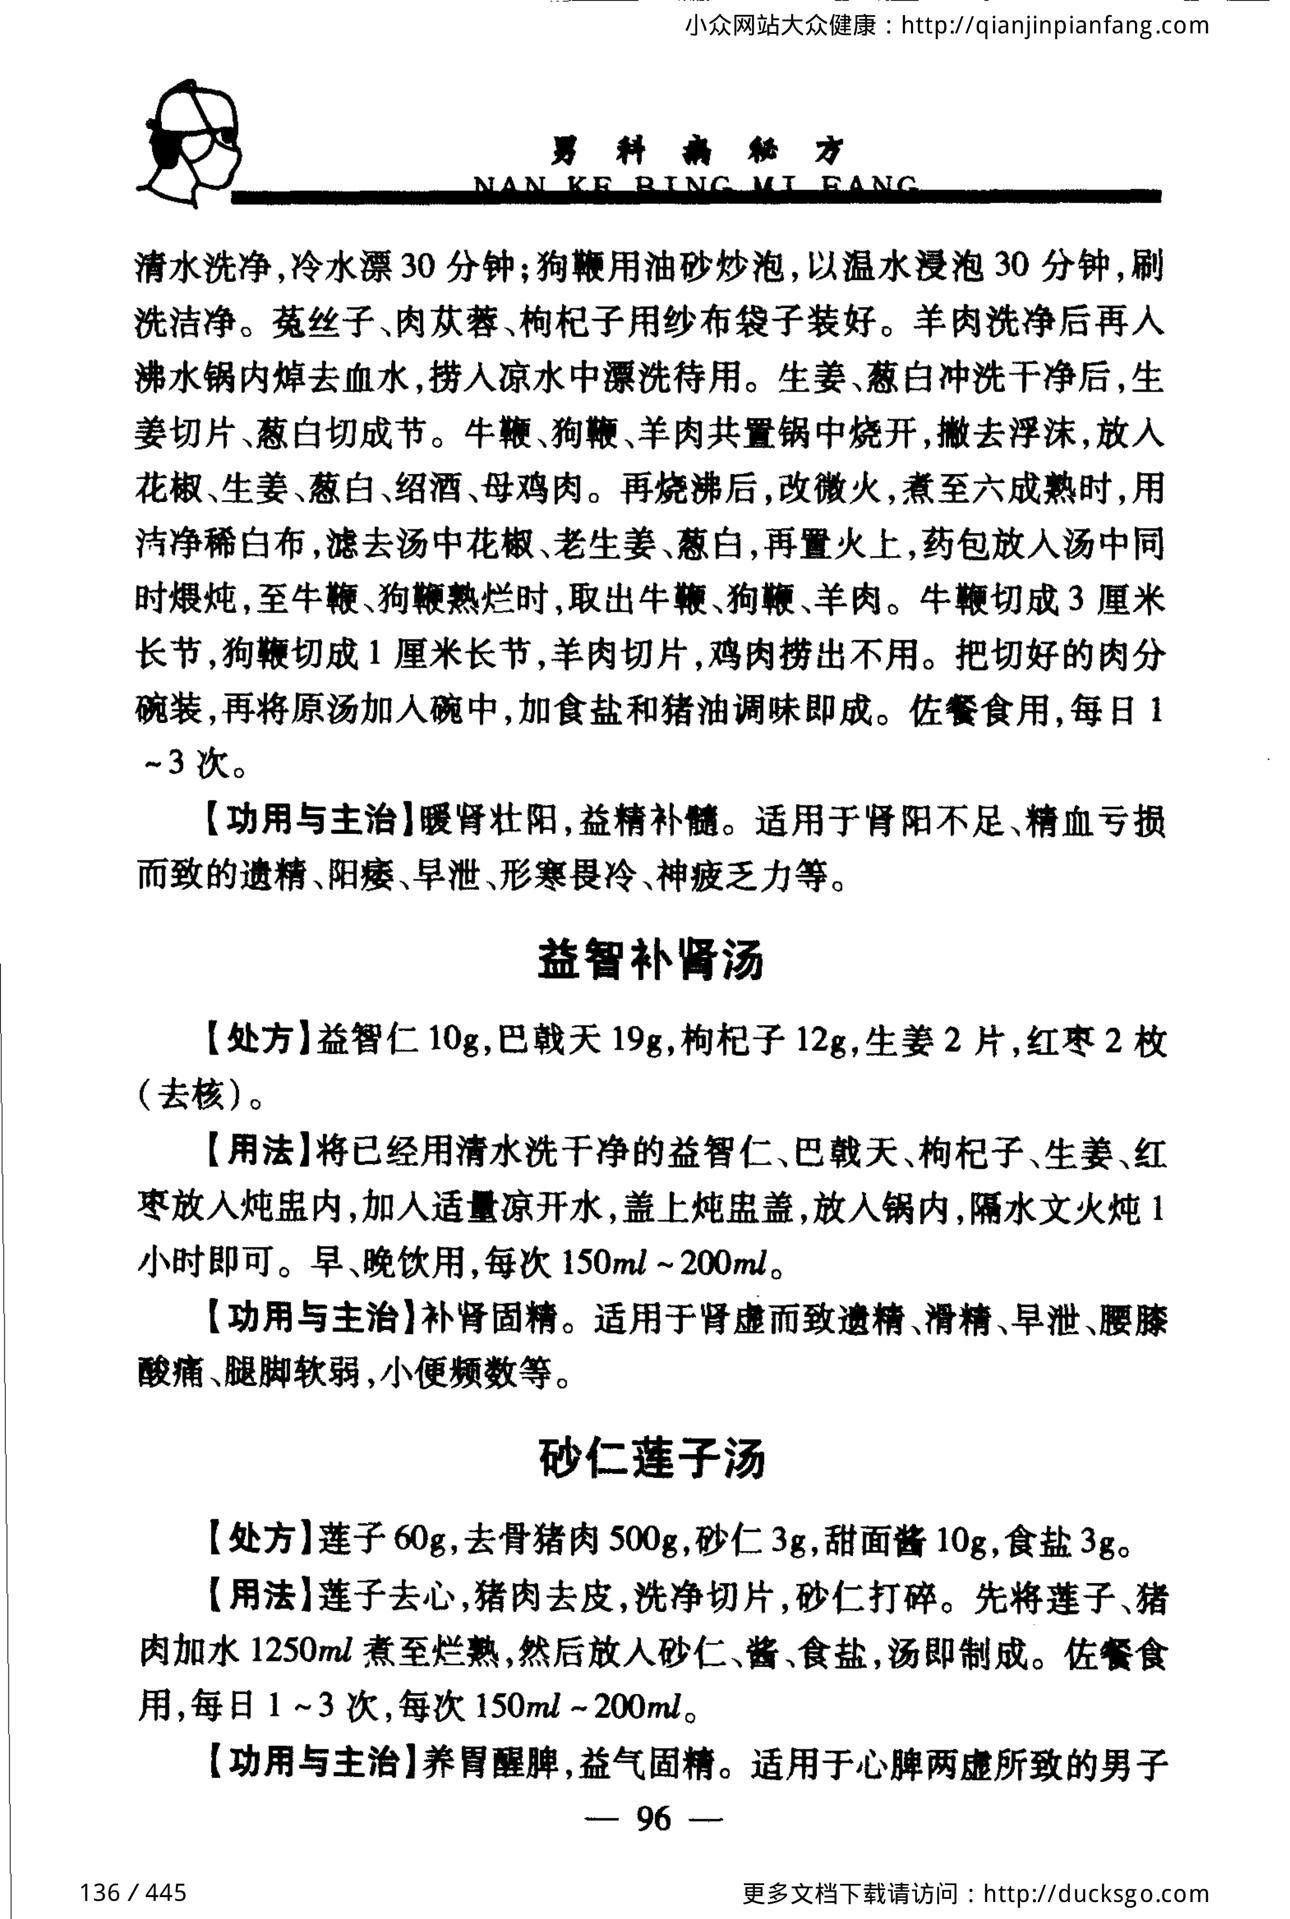 小众网站大众健康：http://qianjinpianfang.com
男科病秘方
NAN KE BING MI FANG
清水洗净,冷水漂30分钟;狗鞭用油砂炒泡,以温水浸泡30分钟,刷
洗洁净。菟丝子、肉苁蓉、枸杞子用纱布袋子装好。羊肉洗净后再入
沸水锅内焯去血水,捞入凉水中漂洗待用。生姜、葱白冲洗干净后,生
姜切片、葱白切成节。牛鞭、狗鞭、羊肉共置锅中烧开,撇去浮沫,放入
花椒、生姜、葱白、绍酒、母鸡肉。再烧沸后,改微火,煮至六成熟时,用
洁净稀白布,滤去汤中花椒、老生姜、葱白,再置火上,药包放入汤中同
时煨炖,至牛鞭、狗鞭熟烂时,取出牛鞭、狗鞭、羊肉。牛鞭切成3厘米
长节,狗鞭切成1厘米长节,羊肉切片,鸡肉捞出不用。把切好的肉分
碗装,再将原汤加入碗中,加食盐和猪油调味即成。佐餐食用,每日1
~3次。
【功用与主治】暖肾壮阳,益精补髓。适用于肾阳不足、精血亏损
而致的遗精、阳痿、早泄、形寒畏冷、神疲乏力等。
益智补肾汤
【处方】益智仁10g,巴戟天19g,枸杞子12g,生姜2片,红枣2枚
(去核)。
【用法】将已经用清水洗干净的益智仁、巴戟天、枸杞子、生姜、红
枣放入炖盅内,加入适量凉开水,盖上炖盅盖,放入锅内,隔水文火炖1
小时即可。早、晚饮用,每次150ml~200ml。
【功用与主治】补肾固精。适用于肾虚而致遗精、滑精、早泄、腰膝
酸痛、腿脚软弱,小便频数等。
砂仁莲子汤
【处方】莲子60g,去骨猪肉500g,砂仁3g,甜面酱10g,食盐3g。
【用法】莲子去心,猪肉去皮,洗净切片,砂仁打碎。先将莲子、猪
肉加水1250ml煮至烂熟,然后放入砂仁、酱、食盐,汤即制成。佐餐食
用,每日1~3次,每次150ml~200ml。
【功用与主治】养胃醒脾,益气固精。适用于心脾两虚所致的男子
— 96 —
136 / 445
更多文档下载请访问：http://ducksgo.com